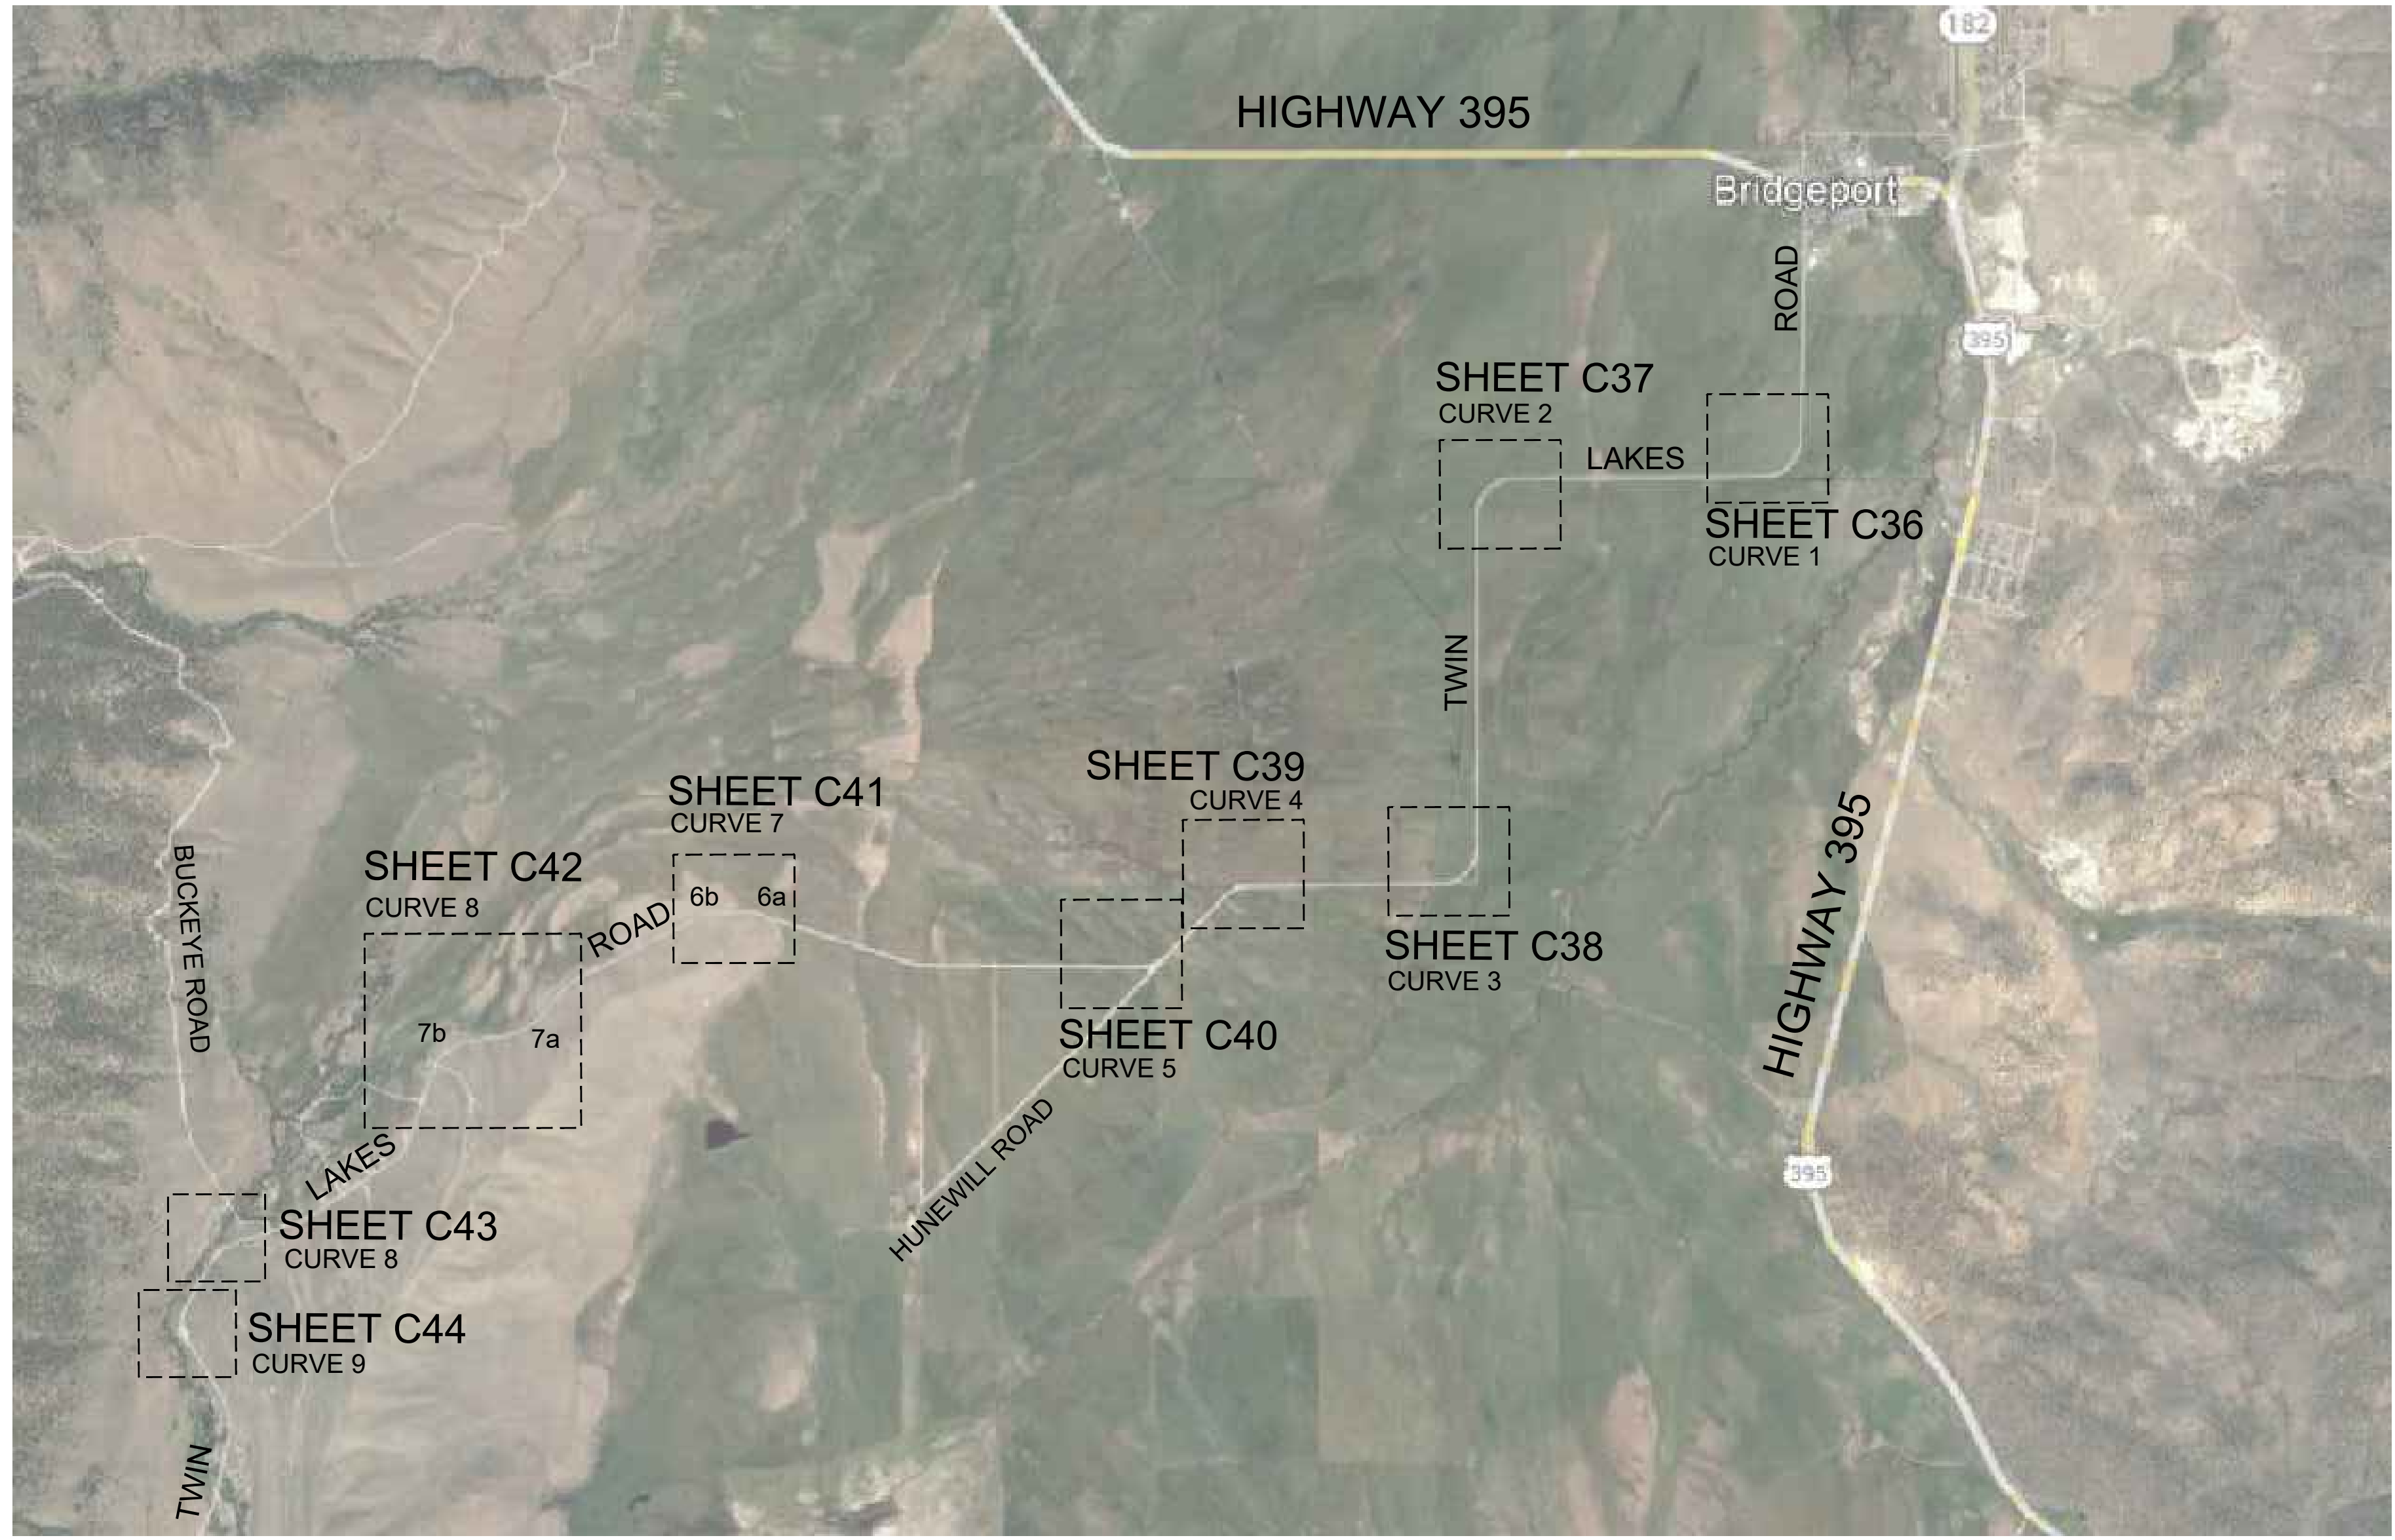 182
HIGHWAY 395
Bridgeport
ROAD
395
SHEET C37
CURVE 2
LAKES
SHEET C36
CURVE 1
TWIN
SHEET C39
CURVE 4
SHEET C41
CURVE 7
6b 6a
SHEET C42
CURVE 8
ROAD
BUCKEYE ROAD
HIGHWAY 395
SHEET C38
CURVE 3
7b 7a
SHEET C40
CURVE 5
HUNEWILL ROAD
LAKES
395
SHEET C43
CURVE 8
SHEET C44
CURVE 9
TWIN